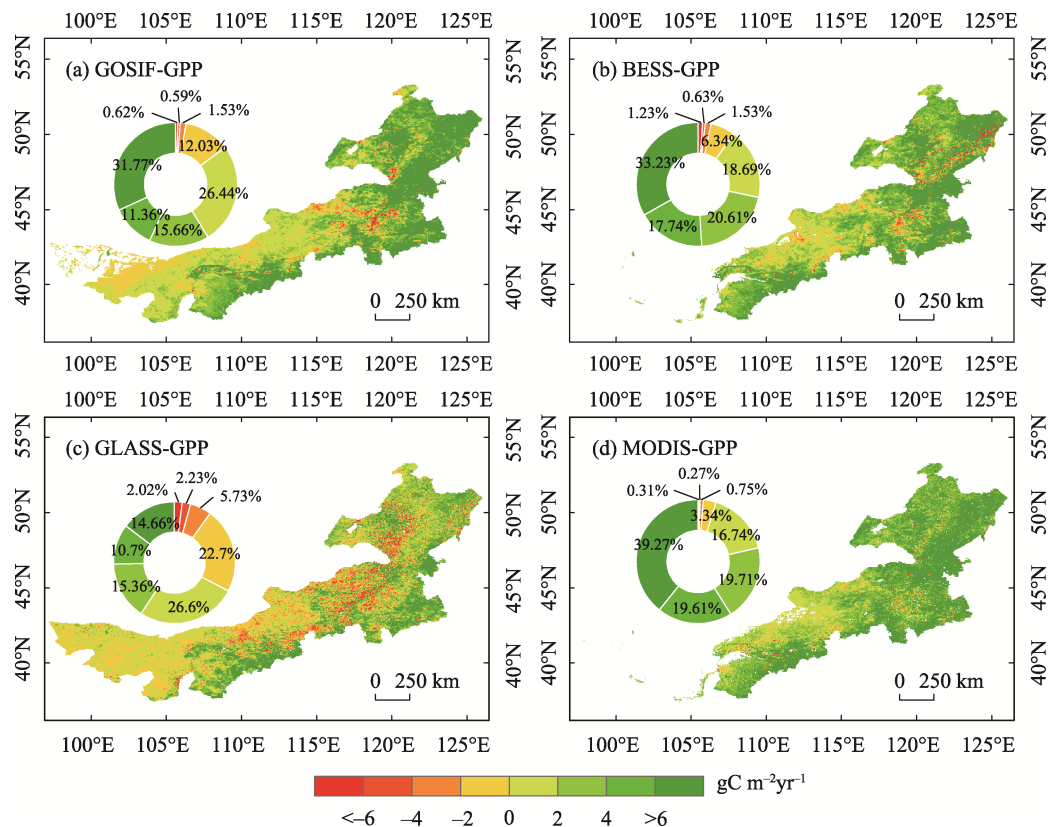 100°E 105°E 110°E 115°E 120°E 125°E
100°E 105°E 110°E 115°E 120°E 125°E
55°N
50°N
45°N
40°N
(a) GOSIF-GPP
0.59%
0.62%
1.53%
12.03%
31.77%
26.44%
11.36%
15.66%
0 250 km
55°N
50°N
45°N
40°N
(b) BESS-GPP
0.63%
1.23%
1.53%
6.34%
33.23%
18.69%
20.61%
17.74%
0 250 km
55°N
50°N
45°N
40°N
100°E 105°E 110°E 115°E 120°E 125°E
100°E 105°E 110°E 115°E 120°E 125°E
100°E 105°E 110°E 115°E 120°E 125°E
100°E 105°E 110°E 115°E 120°E 125°E
55°N
50°N
45°N
40°N
(c) GLASS-GPP
2.23%
2.02%
5.73%
14.66%
10.7%
22.7%
15.36%
26.6%
0 250 km
55°N
50°N
45°N
40°N
(d) MODIS-GPP
0.27%
0.31%
0.75%
3.34%
16.74%
39.27%
19.71%
19.61%
0 250 km
55°N
50°N
45°N
40°N
100°E 105°E 110°E 115°E 120°E 125°E
100°E 105°E 110°E 115°E 120°E 125°E
gC m⁻²yr⁻¹
<–6 –4 –2 0 2 4 >6